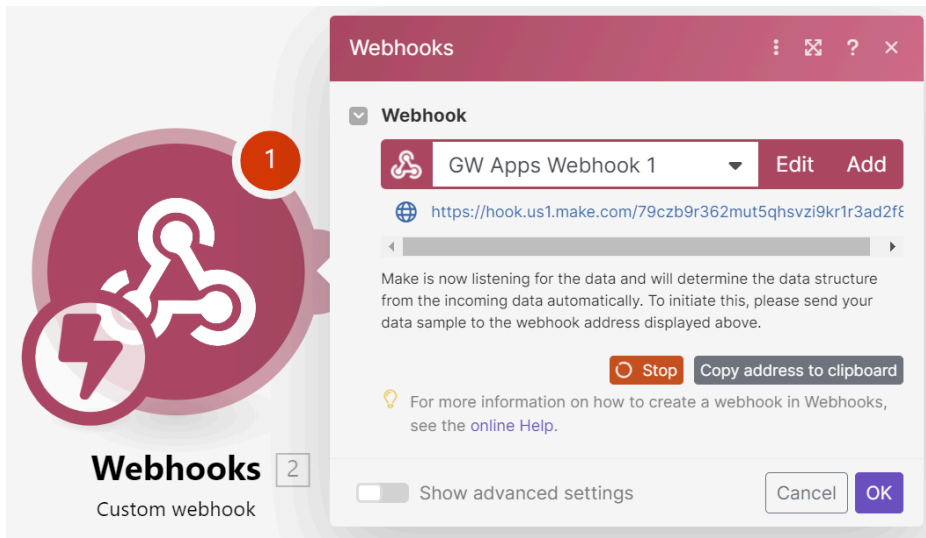 Webhooks
?
Webhook
1
GW Apps Webhook 1
Edit
Add
https://hook.us1.make.com/79czb9r362mut5qhsvzi9kr1r3ad2f8
Make is now listening for the data and will determine the data structure
from the incoming data automatically. To initiate this, please send your
data sample to the webhook address displayed above.
Stop
Copy address to clipboard
For more information on how to create a webhook in Webhooks,
see the online Help.
Webhooks 2
Custom webhook
Show advanced settings
Cancel
OK